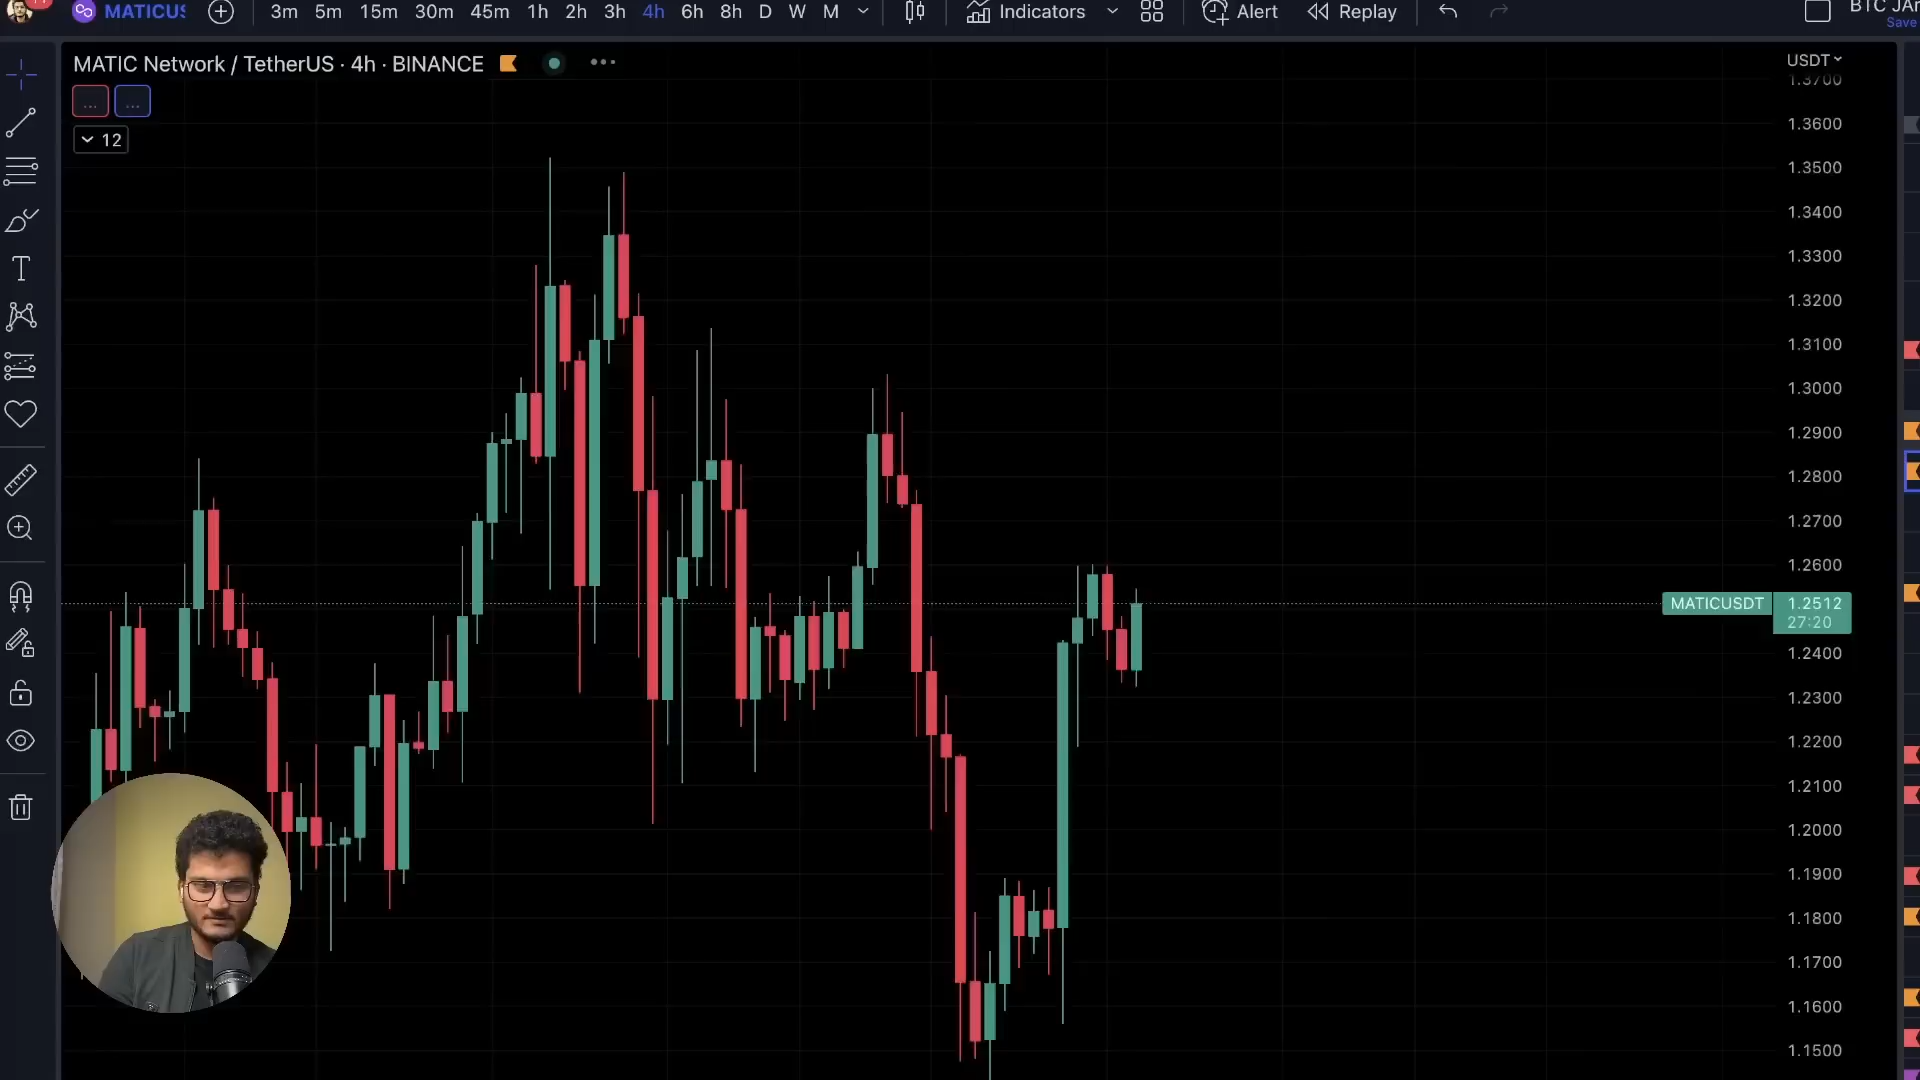 MATICUS
3m 5m 15m 30m 45m 1h 2h 3h 4h 6h 8h D W M
Indicators
Alert
Replay
Save
MATIC Network / TetherUS · 4h · BINANCE
... ...
12
USDT
1.3700
1.3600
1.3500
1.3400
1.3300
1.3200
1.3100
1.3000
1.2900
1.2800
1.2700
1.2600
MATICUSDT 1.2512
27:20
1.2400
1.2300
1.2200
1.2100
1.2000
1.1900
1.1800
1.1700
1.1600
1.1500